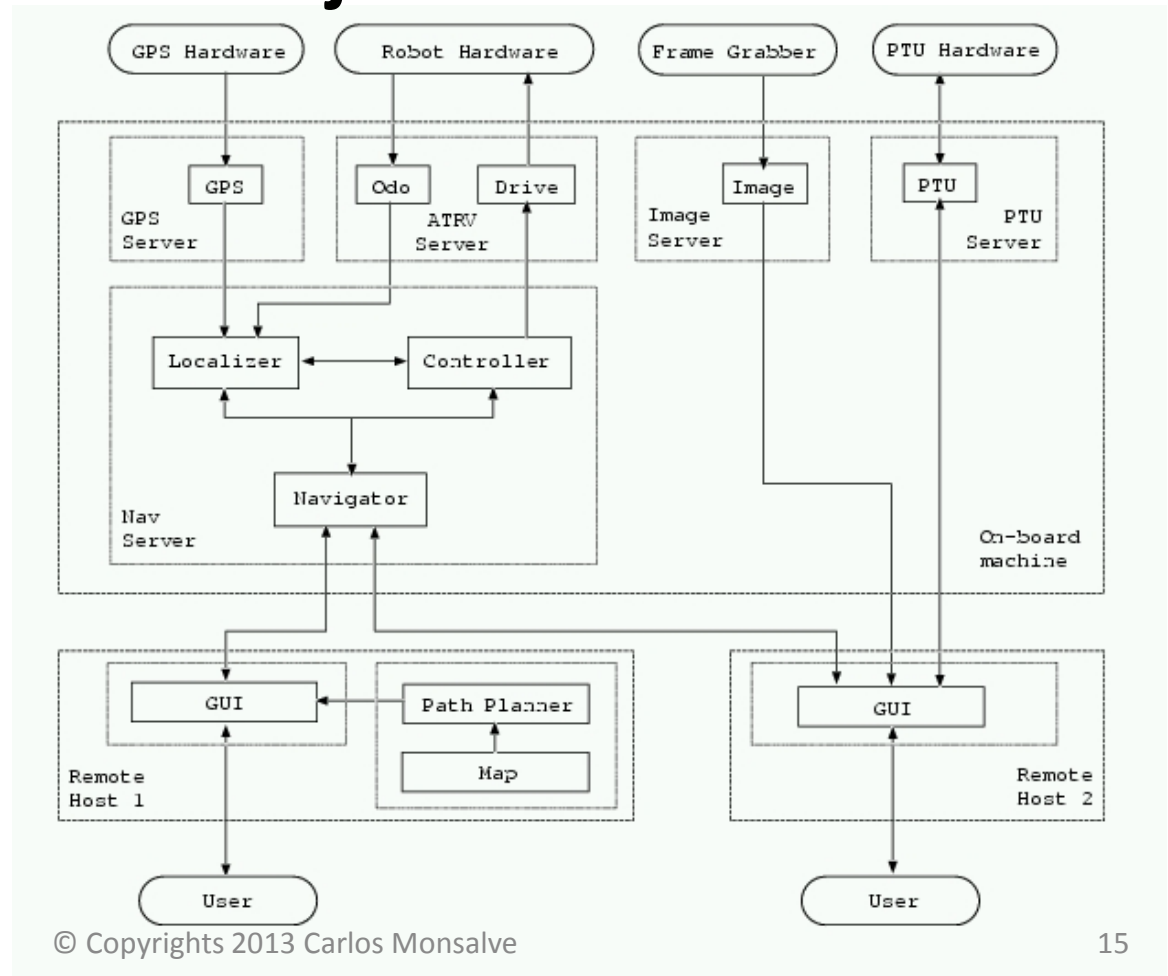 GPS Hardware
Robot Hardware
Frame Grabber
PTU Hardware
GPS
Odo
Drive
Image
PTU
GPS
Server
ATRV
Server
Image
Server
PTU
Server
Localizer
Controller
Navigator
Nav
Server
On-board
machine
GUI
Path Planner
Map
Remote
Host 1
GUI
Remote
Host 2
User
User
© Copyrights 2013 Carlos Monsalve
15